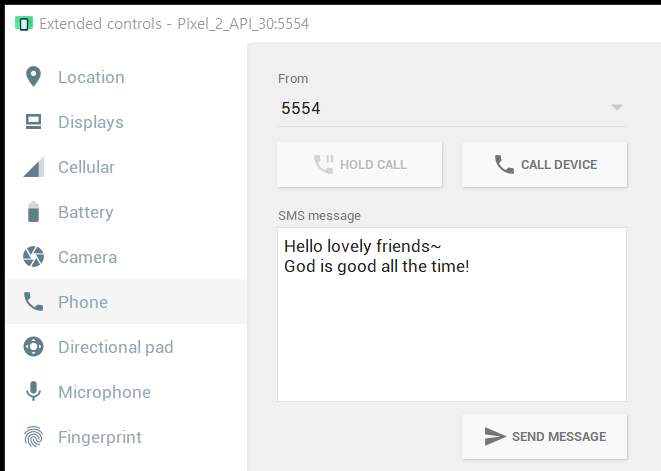 Extended controls - Pixel_2_API_30:5554
Location
Displays
Cellular
Battery
Camera
Phone
Directional pad
Microphone
Fingerprint
From
5554
HOLD CALL
CALL DEVICE
SMS message
Hello lovely friends~
God is good all the time!
SEND MESSAGE